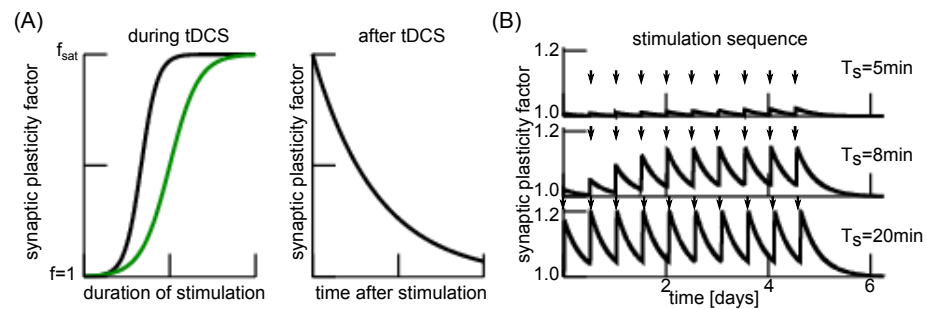 (A)
during tDCS
after tDCS
synaptic plasticity factor
f_sat
f=1
duration of stimulation
synaptic plasticity factor
time after stimulation
(B)
stimulation sequence
synaptic plasticity factor
1.2
1.0
T_S=5min
1.2
1.0
T_S=8min
1.2
1.0
T_S=20min
2
4
6
time [days]